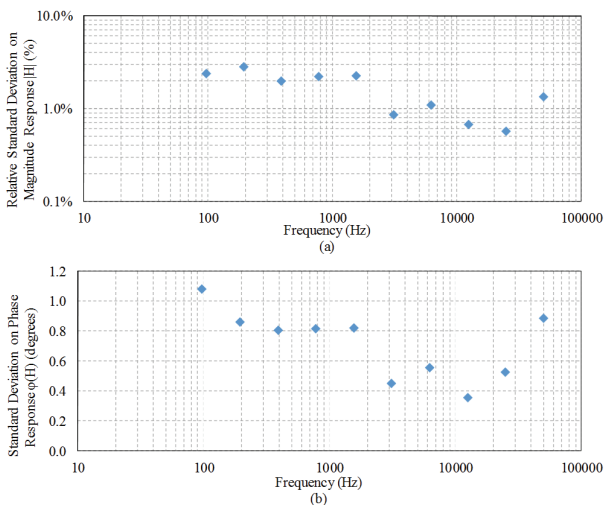 Relative Standard Deviation on
Magnitude Response|H| (%)
10.0%
1.0%
0.1%
10 100 1000 10000 100000
Frequency (Hz)
(a)
Standard Deviation on Phase
Response φ(H) (degrees)
1.2
1.0
0.8
0.6
0.4
0.2
0.0
10 100 1000 10000 100000
Frequency (Hz)
(b)